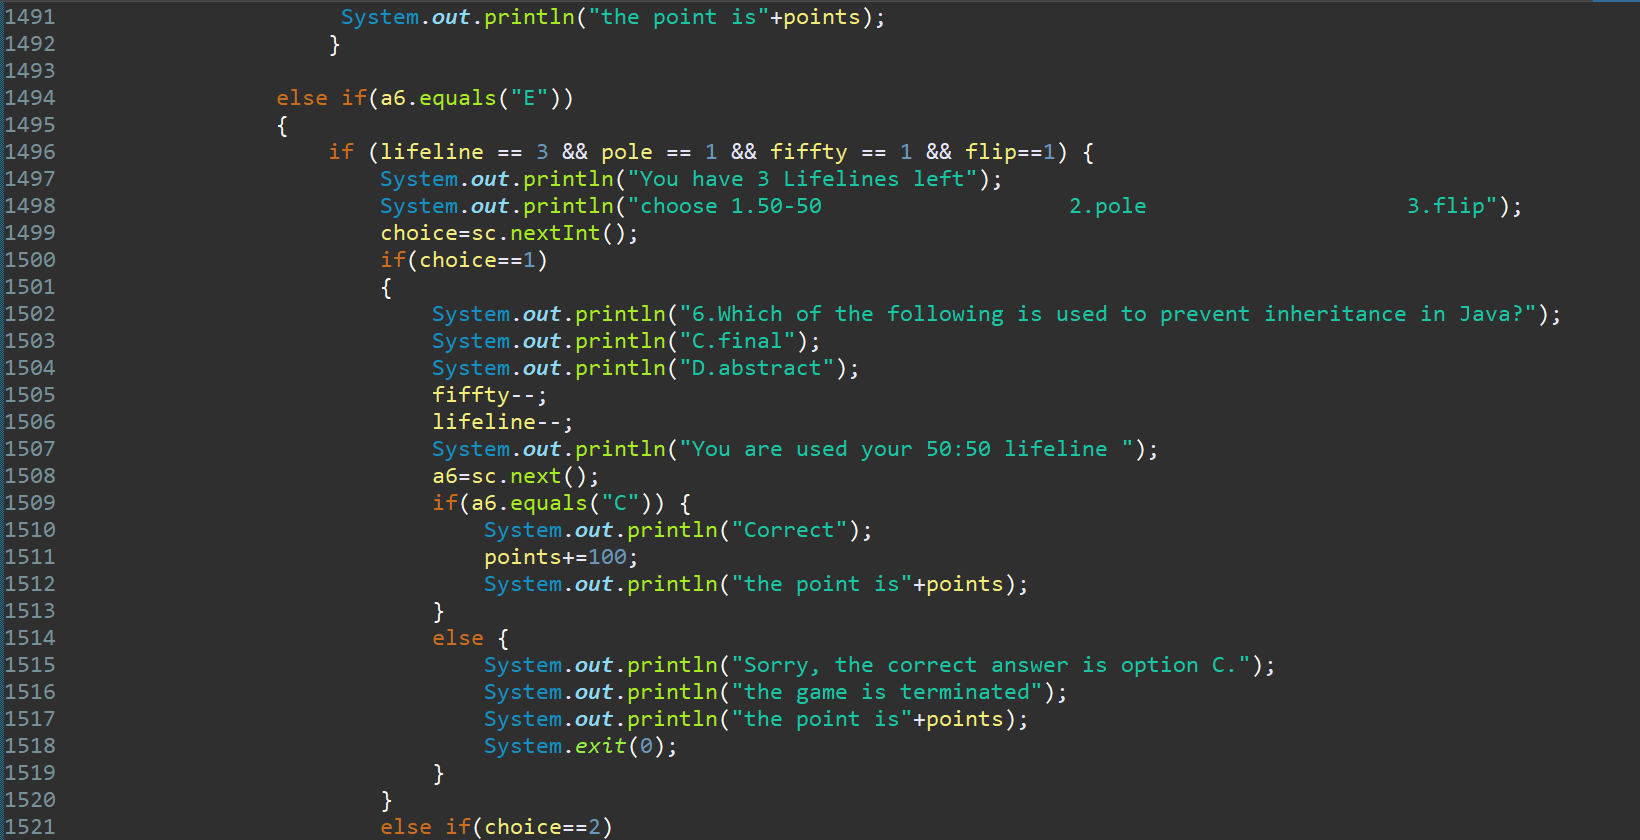 1491 System.out.println("the point is"+points);
1492 }
1493
1494 else if(a6.equals("E"))
1495 {
1496 if (lifeline == 3 && pole == 1 && fiffty == 1 && flip==1) {
1497 System.out.println("You have 3 Lifelines left");
1498 System.out.println("choose 1.50-50                   2.pole                    3.flip");
1499 choice=sc.nextInt();
1500 if(choice==1)
1501 {
1502 System.out.println("6.Which of the following is used to prevent inheritance in Java?");
1503 System.out.println("C.final");
1504 System.out.println("D.abstract");
1505 fiffty--;
1506 lifeline--;
1507 System.out.println("You are used your 50:50 lifeline ");
1508 a6=sc.next();
1509 if(a6.equals("C")) {
1510 System.out.println("Correct");
1511 points+=100;
1512 System.out.println("the point is"+points);
1513 }
1514 else {
1515 System.out.println("Sorry, the correct answer is option C.");
1516 System.out.println("the game is terminated");
1517 System.out.println("the point is"+points);
1518 System.exit(0);
1519 }
1520 }
1521 else if(choice==2)